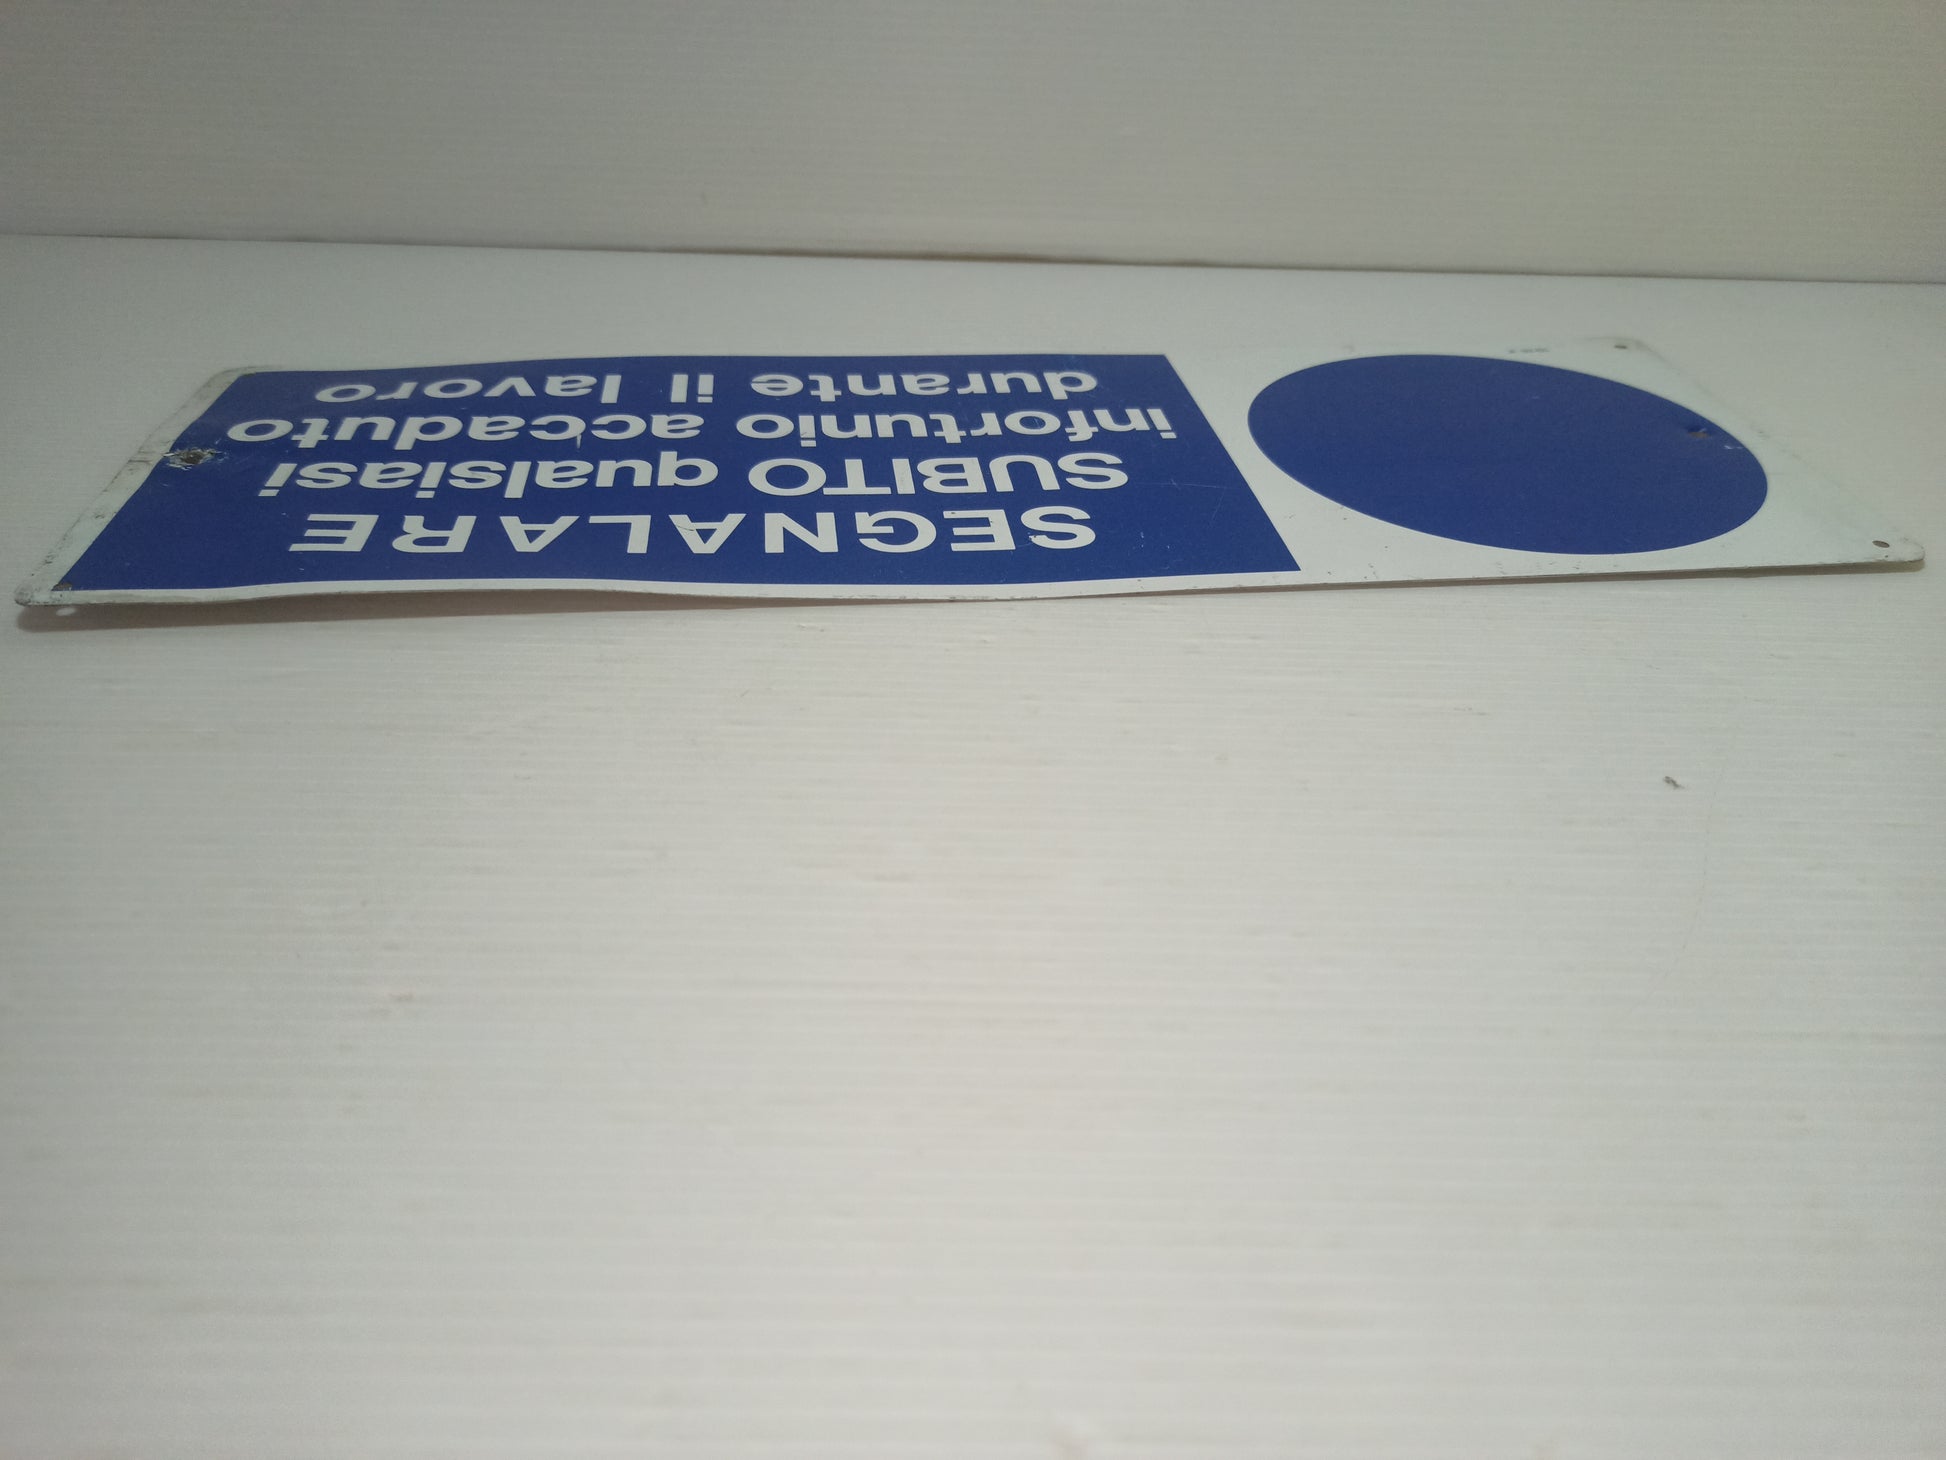 SEGNALARE
SUBITO qualsiasi
infortunio accaduto
durante il lavoro